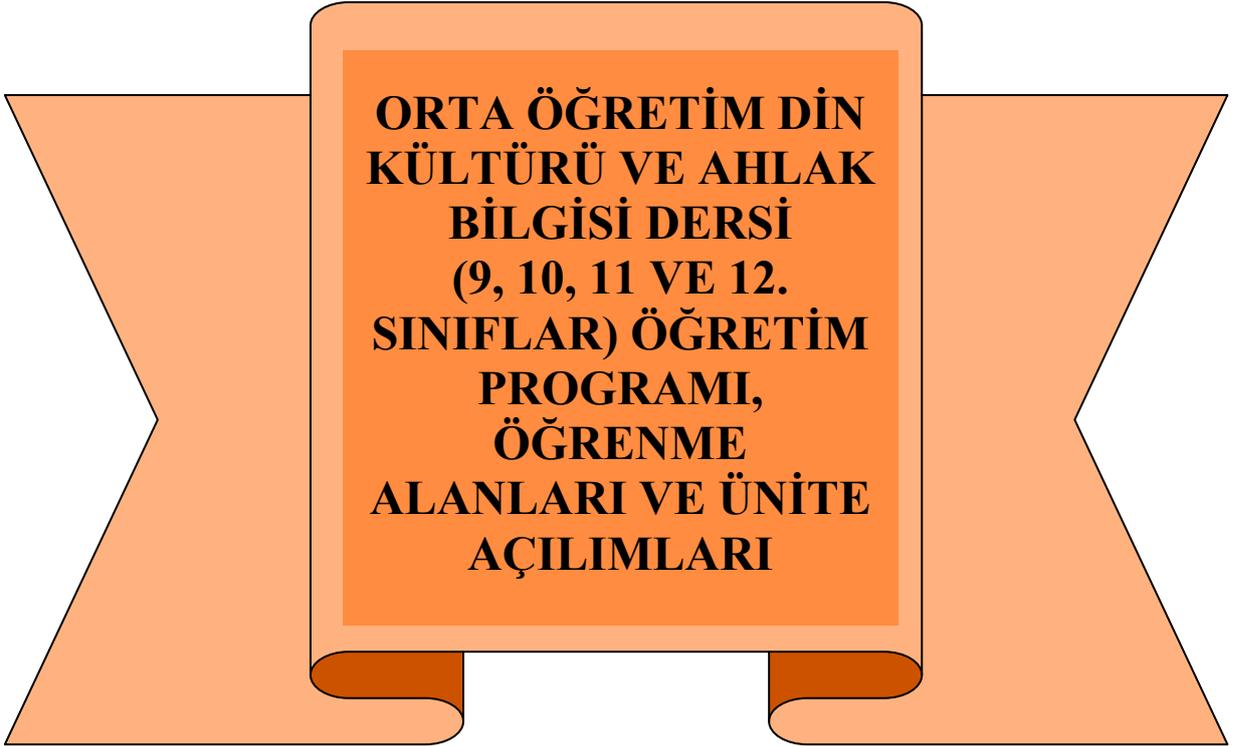 ORTA ÖĞRETİM DİN
KÜLTÜRÜ VE AHLAK
BİLGİSİ DERSİ
(9, 10, 11 VE 12.
SINIFLAR) ÖĞRETİM
PROGRAMI,
ÖĞRENME
ALANLARI VE ÜNİTE
AÇILIMLARI